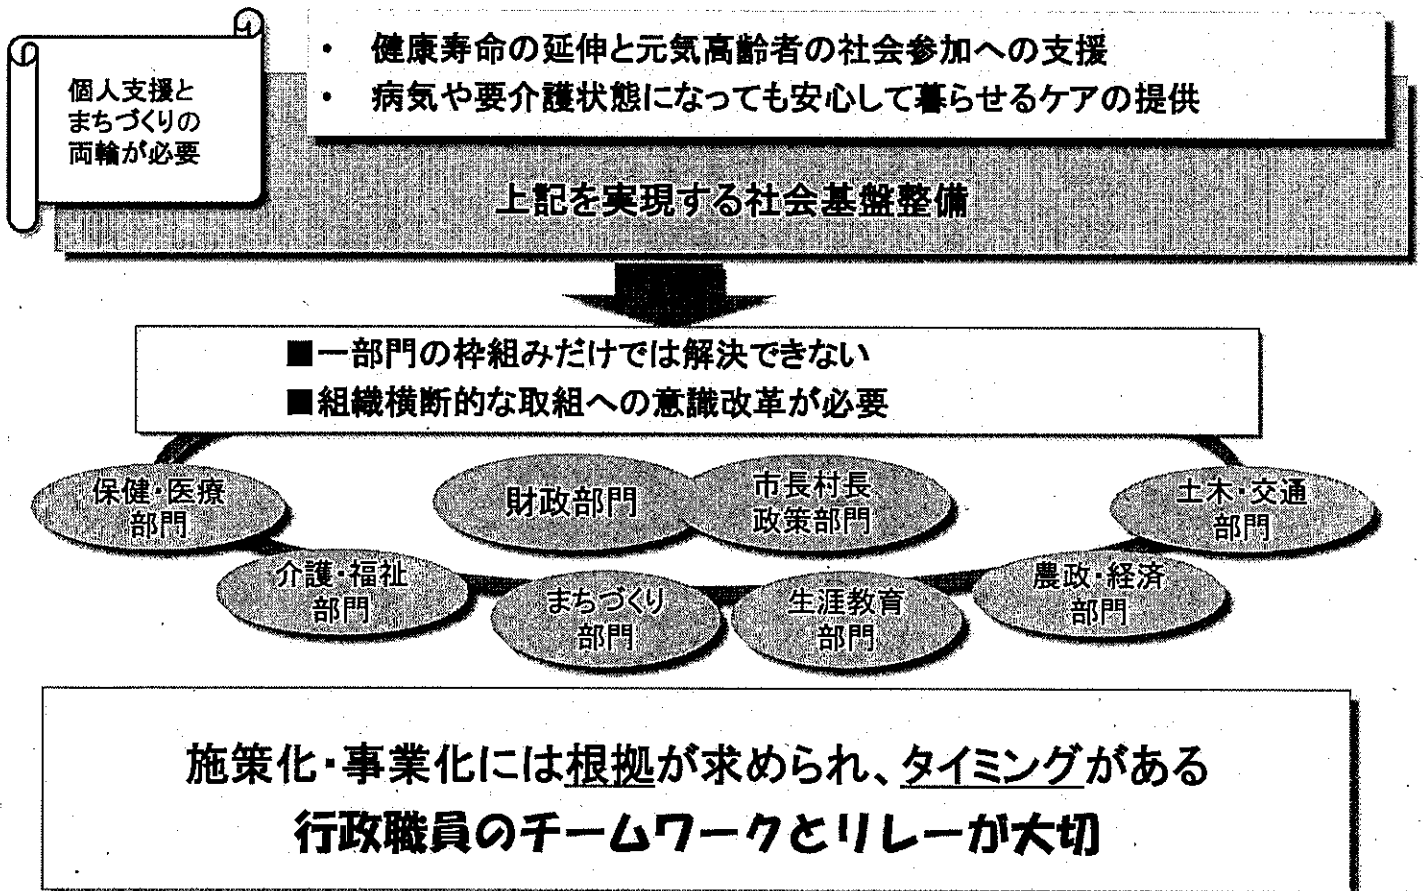 個人支援と
まちづくりの
両輪が必要
・ 健康寿命の延伸と元気高齢者の社会参加への支援
・ 病気や要介護状態になっても安心して暮らせるケアの提供
上記を実現する社会基盤整備
■一部門の枠組みだけでは解決できない
■組織横断的な取組への意識改革が必要
保健・医療
部門
財政部門
市長村長
政策部門
土木・交通
部門
介護・福祉
部門
まちづくり
部門
生涯教育
部門
農政・経済
部門
施策化・事業化には根拠が求められ、タイミングがある
行政職員のチームワークとリレーが大切